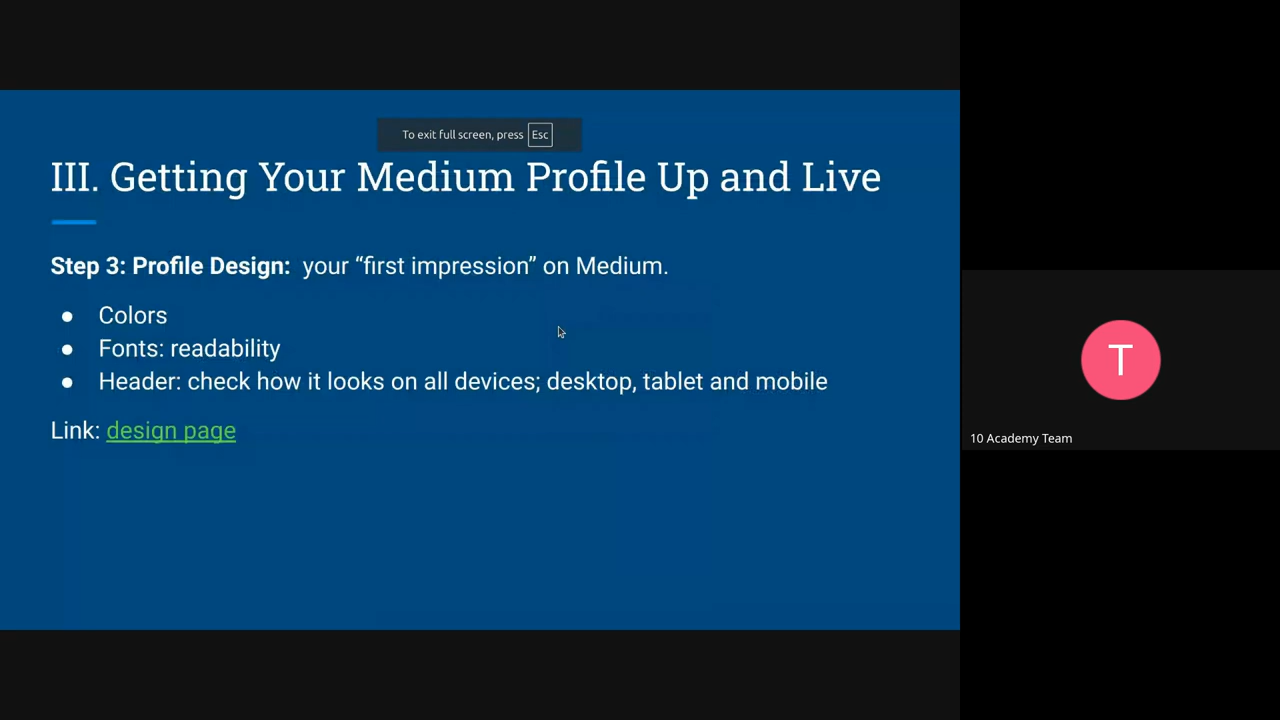 To exit full screen, press Esc
III. Getting Your Medium Profile Up and Live
Step 3: Profile Design: your “first impression” on Medium.
● Colors
● Fonts: readability
● Header: check how it looks on all devices; desktop, tablet and mobile
Link: design page
T
10 Academy Team